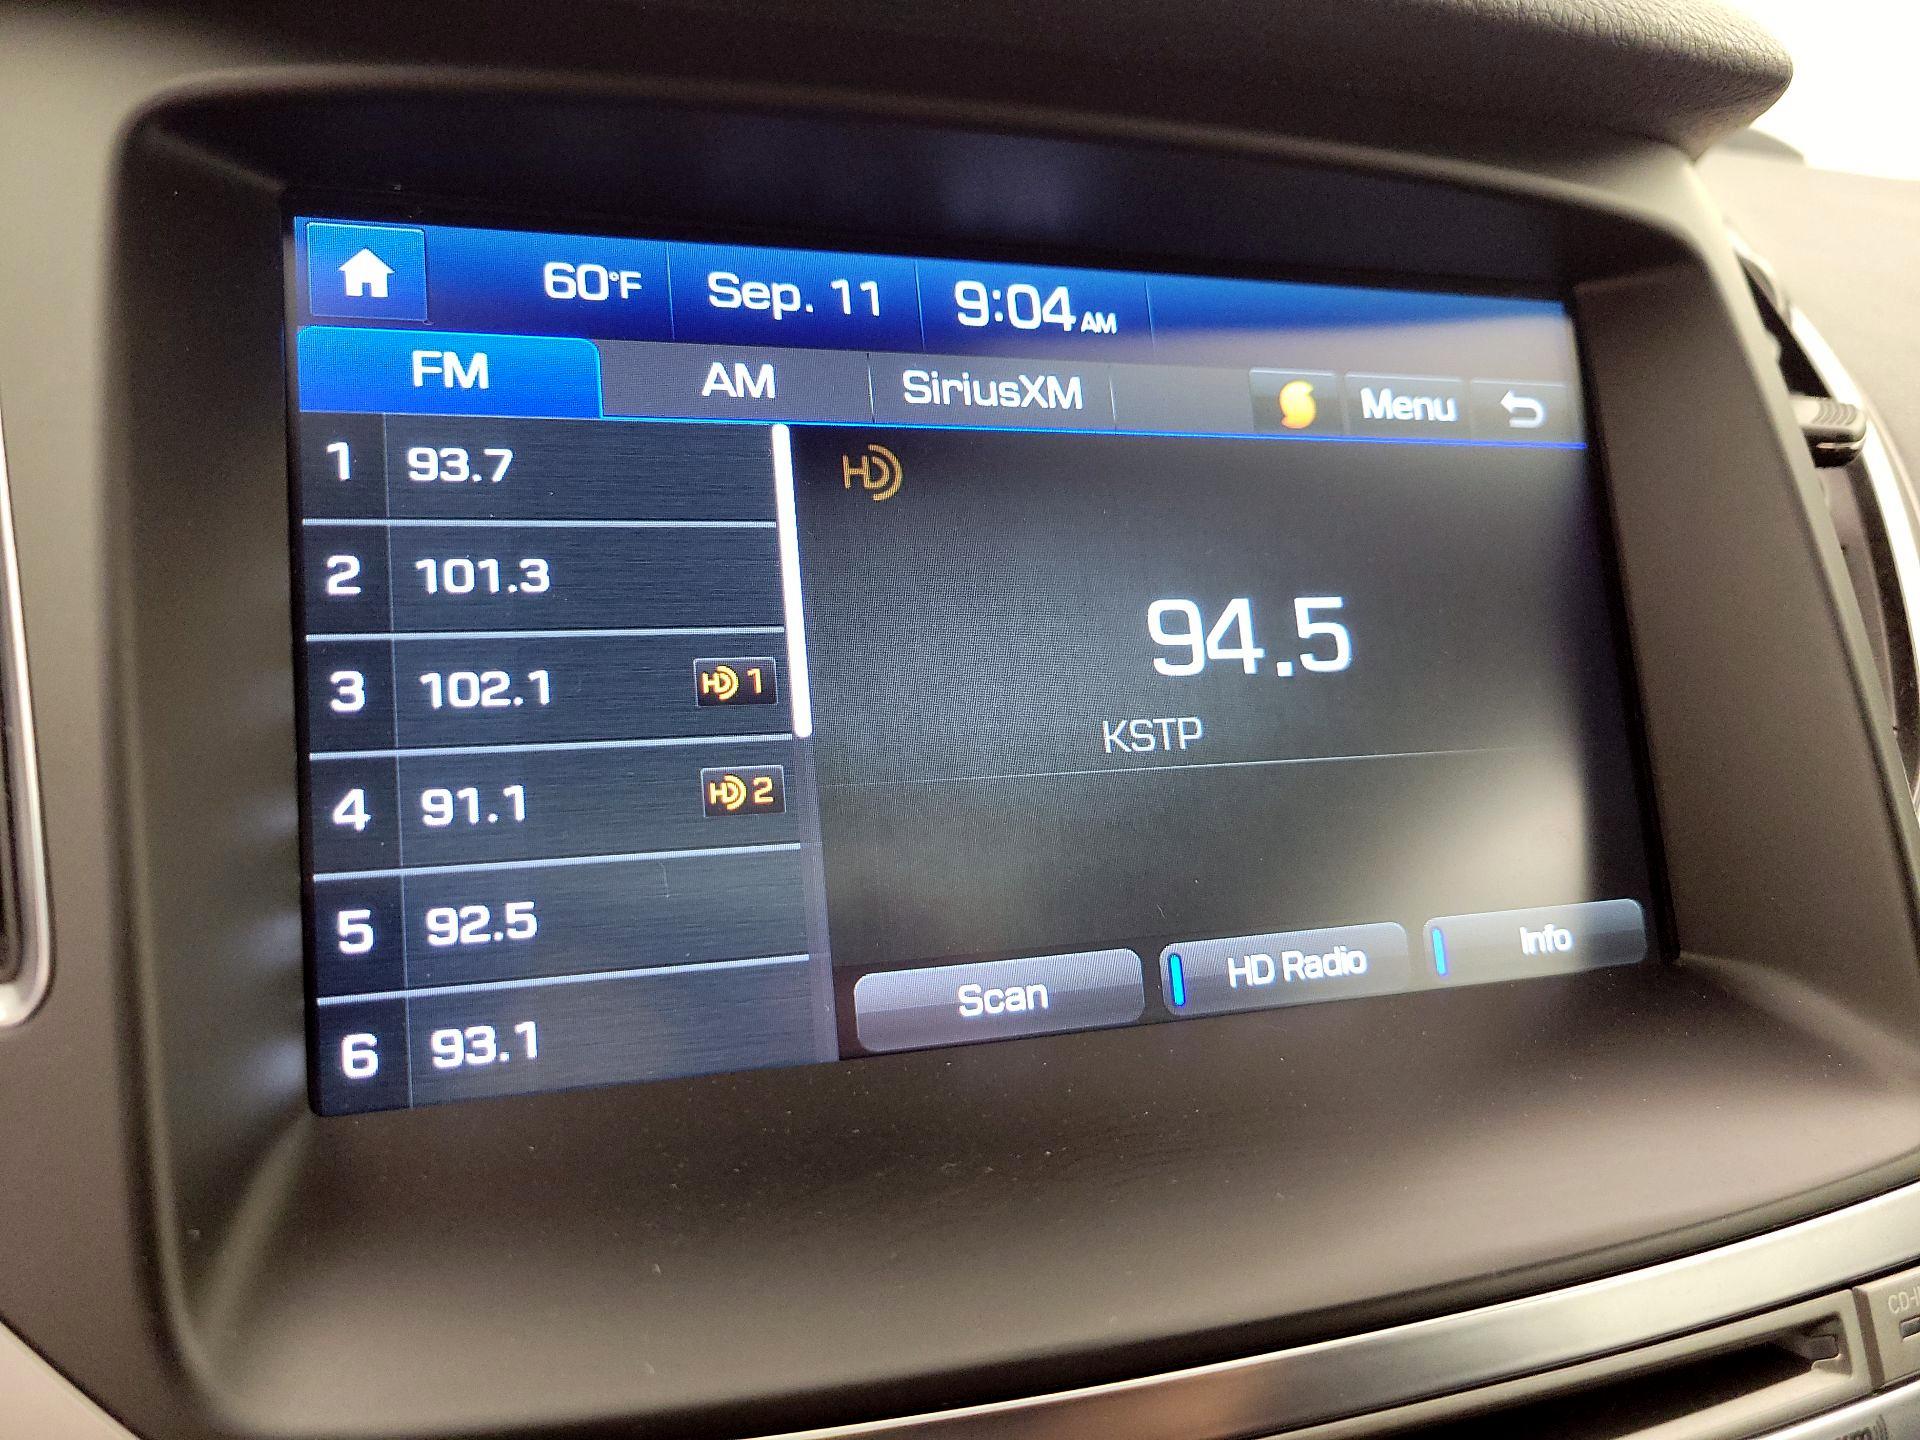 60°F Sep. 11 9:04 AM
FM AM SiriusXM Menu
1 93.7
2 101.3
3 102.1 HD 1
4 91.1 HD 2
5 92.5
6 93.1
HD
94.5
KSTP
Scan HD Radio Info